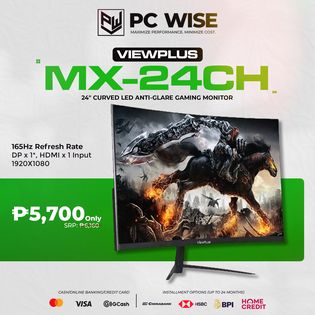 PC WISE
MAXIMIZE PERFORMANCE. MINIMIZE COST.
VIEWPLUS
MX-24CH
24" CURVED LED ANTI-GLARE GAMING MONITOR
165Hz Refresh Rate
DP x 1*, HDMI x 1 Input
1920X1080
₱5,700 Only
SRP:
VIEWPLUS
CASH/ONLINE BANKING/CREDIT CARD
INSTALLMENT OPTIONS (UP TO 24 MONTHS)
VISA
GCash
HSBC
BPI
HOME CREDIT